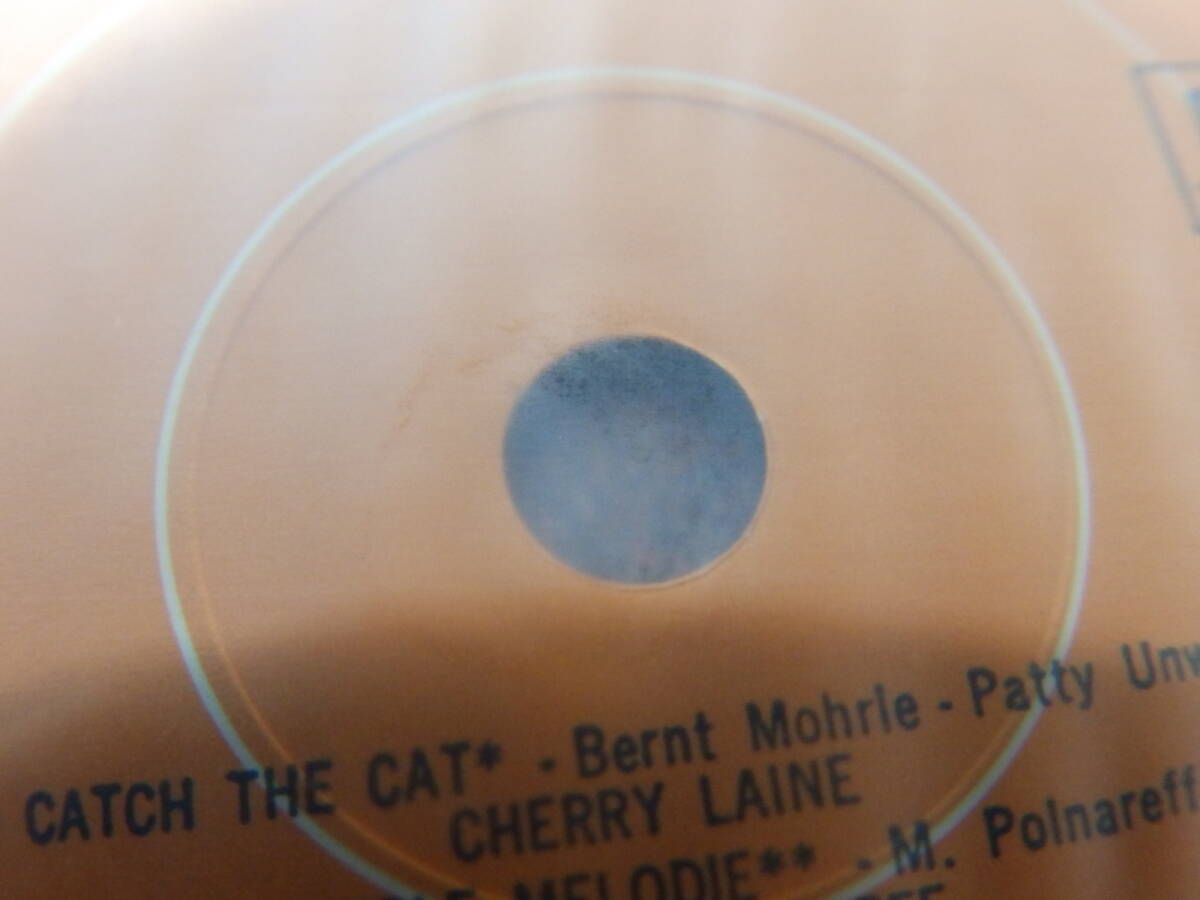 CATCH THE CAT* - Bernt Mohrle - Patty
CHERRY LAINE
MELODIE** - M. Polnareff